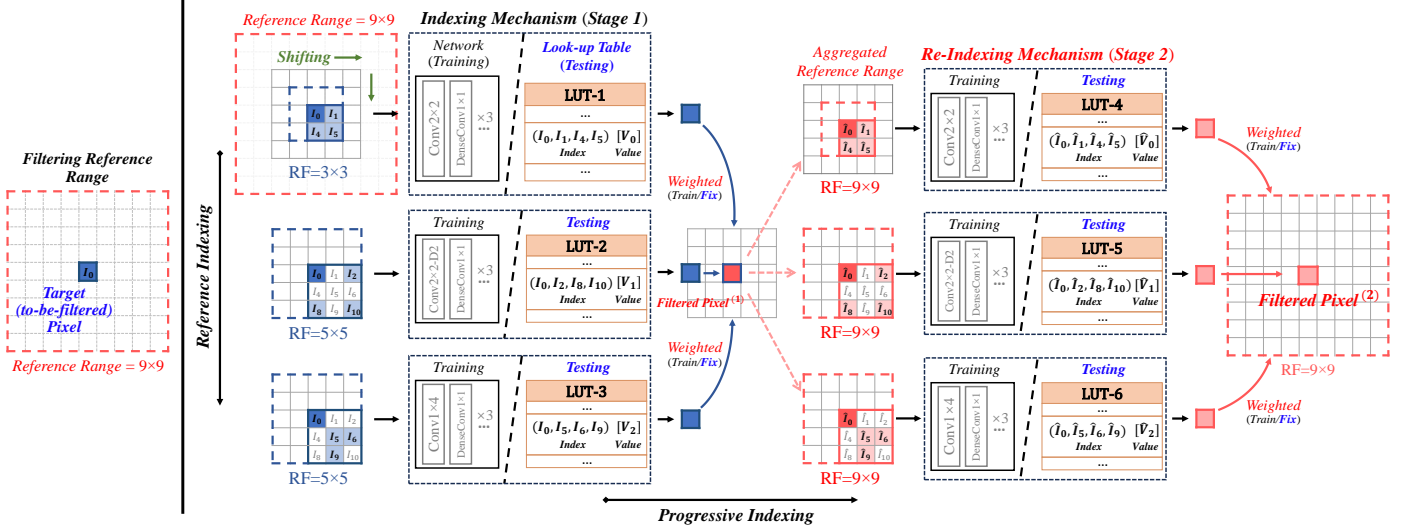 Filtering Reference
Range
I0
Target
(to-be-filtered)
Pixel
Reference Range = 9×9
Reference Indexing
Reference Range = 9×9
Shifting
I0 I1
I4 I5
RF=3×3
I0 I1 I2
I4 I5 I6
I8 I9 I10
RF=5×5
I0 I1 I2
I4 I5 I6
I8 I9 I10
RF=5×5
Indexing Mechanism (Stage 1)
Network
(Training)
Conv2×2
DenseConv1×1
×3
...
Look-up Table
(Testing)
LUT-1
...
(I0, I1, I4, I5) [V0]
Index Value
...
Training
Conv2×2-D2
DenseConv1×1
×3
...
Testing
LUT-2
...
(I0, I2, I8, I10) [V1]
Index Value
...
Training
Conv1×4
DenseConv1×1
×3
...
Testing
LUT-3
...
(I0, I5, I6, I9) [V2]
Index Value
...
Weighted
(Train/Fix)
Filtered Pixel(1)
Weighted
(Train/Fix)
Aggregated
Reference Range
Î0 Î1
Î4 Î5
RF=9×9
Î0 Î1 Î2
Î4 Î5 Î6
Î8 Î9 Î10
RF=9×9
Î0 Î1 Î2
Î4 Î5 Î6
Î8 Î9 Î10
RF=9×9
Re-Indexing Mechanism (Stage 2)
Training
Conv2×2
DenseConv1×1
×3
...
Testing
LUT-4
...
(Î0, Î1, Î4, Î5) [V̂0]
Index Value
...
Training
Conv2×2-D2
DenseConv1×1
×3
...
Testing
LUT-5
...
(Î0, Î2, Î8, Î10) [V̂1]
Index Value
...
Training
Conv1×4
DenseConv1×1
×3
...
Testing
LUT-6
...
(Î0, Î5, Î6, Î9) [V̂2]
Index Value
...
Weighted
(Train/Fix)
Filtered Pixel(2)
RF=9×9
Weighted
(Train/Fix)
Progressive Indexing